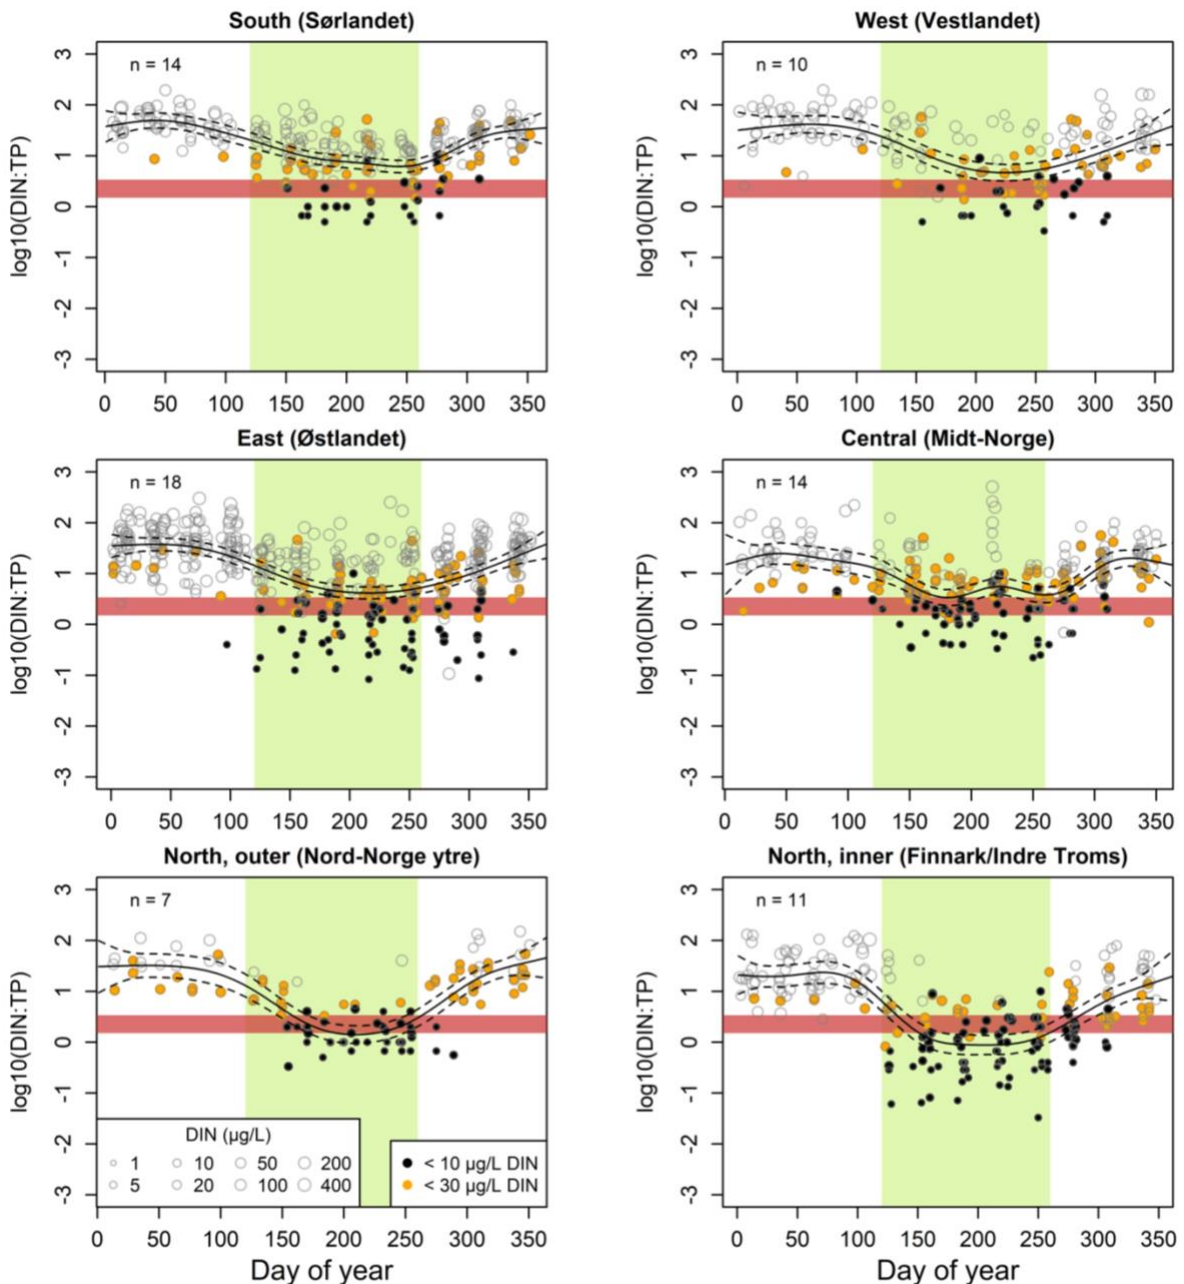 South (Sørlandet)
n = 14
log10(DIN:TP)
3
2
1
0
-1
-2
-3
0 50 100 150 200 250 300 350
West (Vestlandet)
n = 10
log10(DIN:TP)
3
2
1
0
-1
-2
-3
0 50 100 150 200 250 300 350
East (Østlandet)
n = 18
log10(DIN:TP)
3
2
1
0
-1
-2
-3
0 50 100 150 200 250 300 350
Central (Midt-Norge)
n = 14
log10(DIN:TP)
3
2
1
0
-1
-2
-3
0 50 100 150 200 250 300 350
North, outer (Nord-Norge ytre)
n = 7
log10(DIN:TP)
3
2
1
0
-1
-2
-3
DIN (µg/L)
1 10 50 200
5 20 100 400
< 10 µg/L DIN
< 30 µg/L DIN
0 50 100 150 200 250 300 350
Day of year
North, inner (Finnark/Indre Troms)
n = 11
log10(DIN:TP)
3
2
1
0
-1
-2
-3
0 50 100 150 200 250 300 350
Day of year